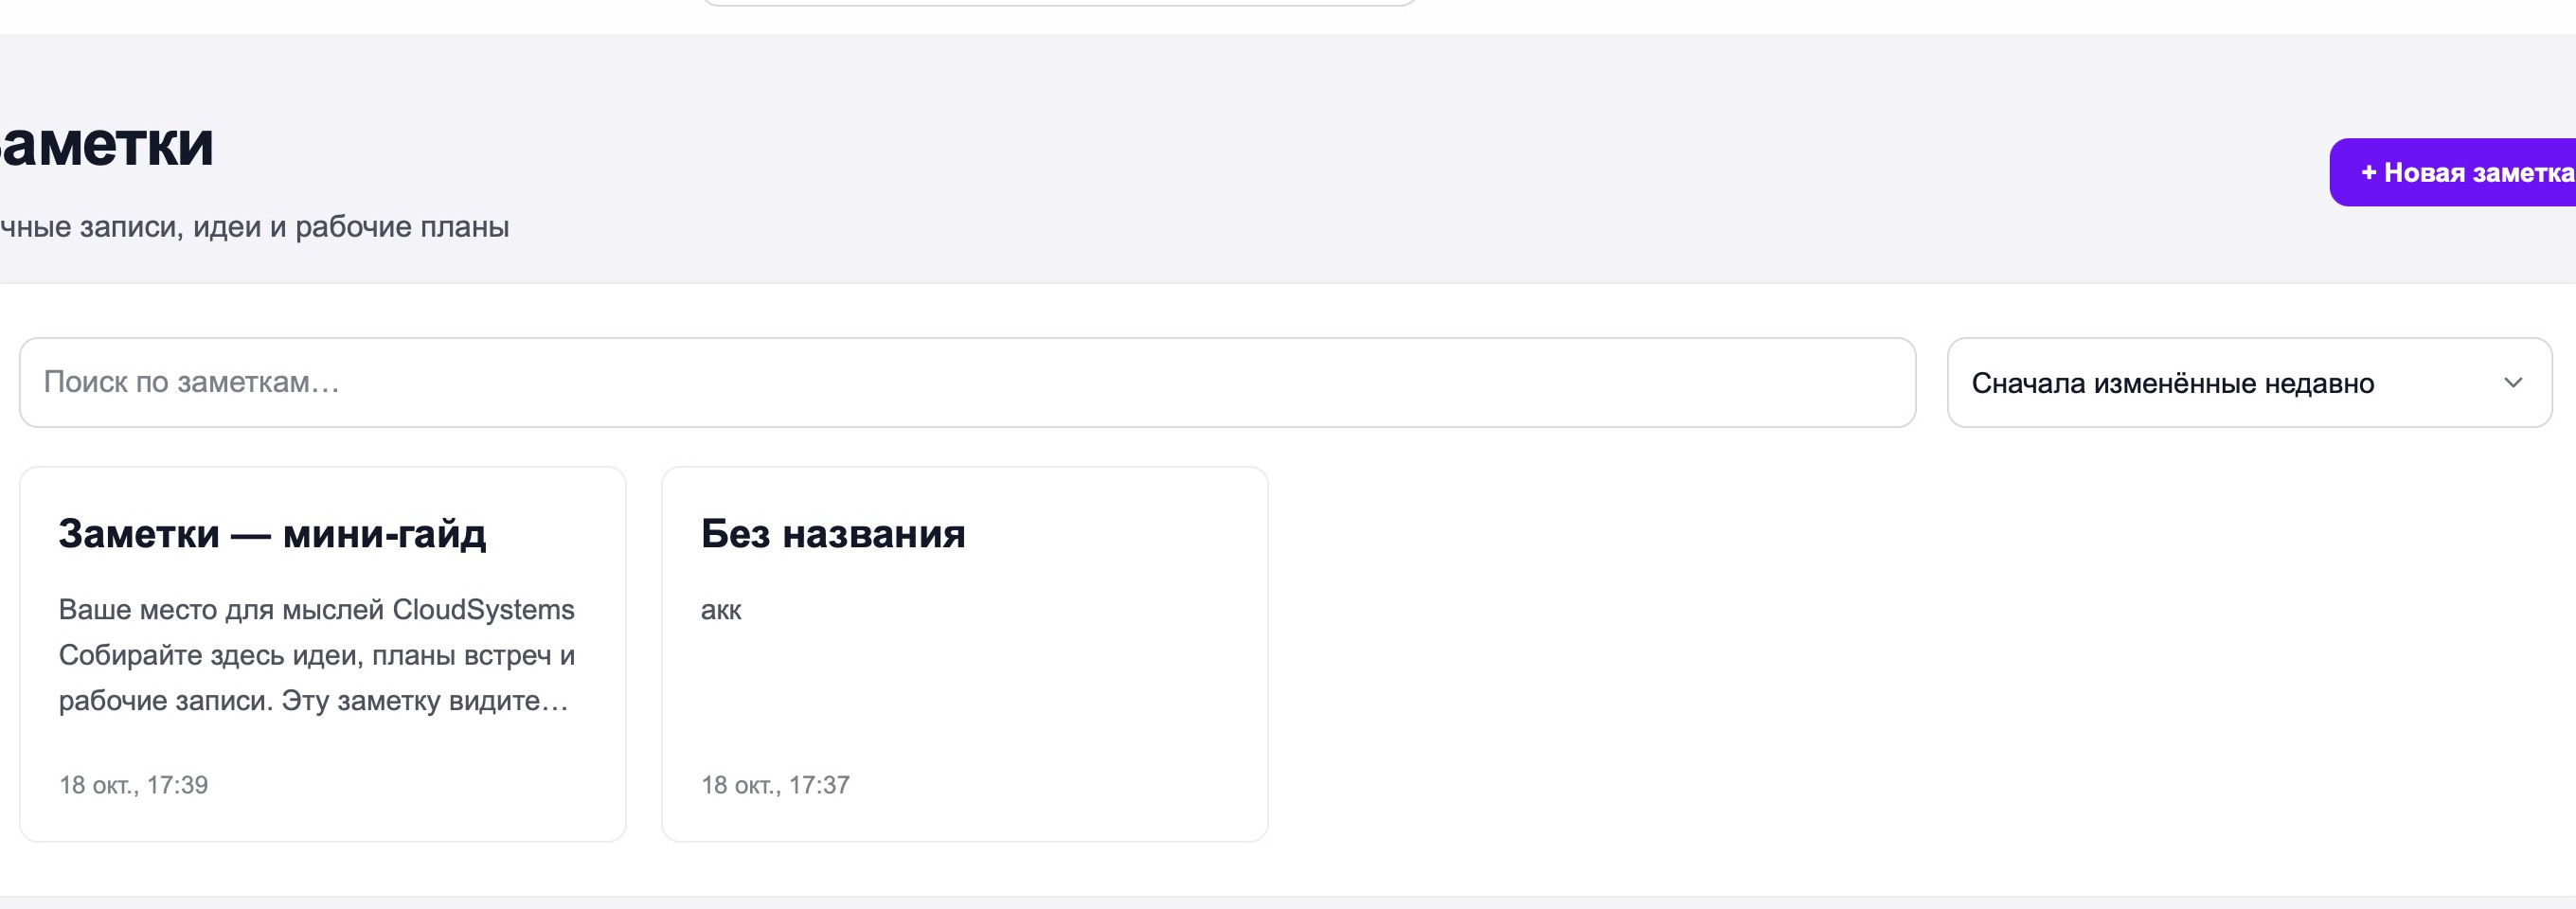 аметки
+ Новая заметка
чные записи, идеи и рабочие планы
Поиск по заметкам…
Сначала изменённые недавно
Заметки — мини-гайд
Ваше место для мыслей CloudSystems
Собирайте здесь идеи, планы встреч и
рабочие записи. Эту заметку видите…
18 окт., 17:39
Без названия
акк
18 окт., 17:37